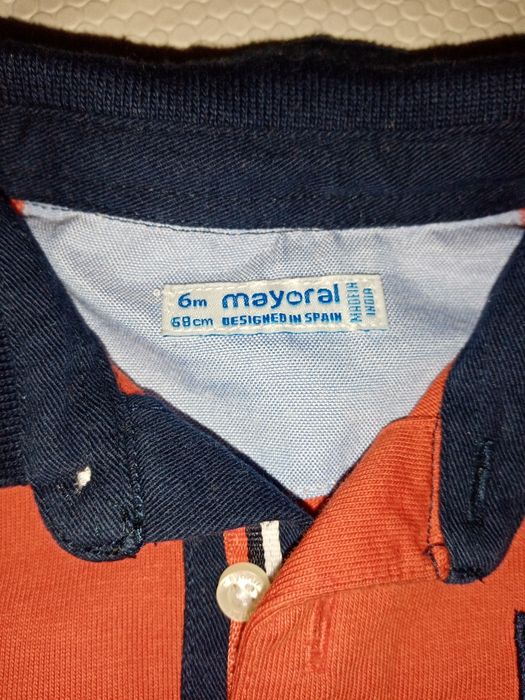 6m mayoral
68cm DESIGNED IN SPAIN
MADE IN
INDIA